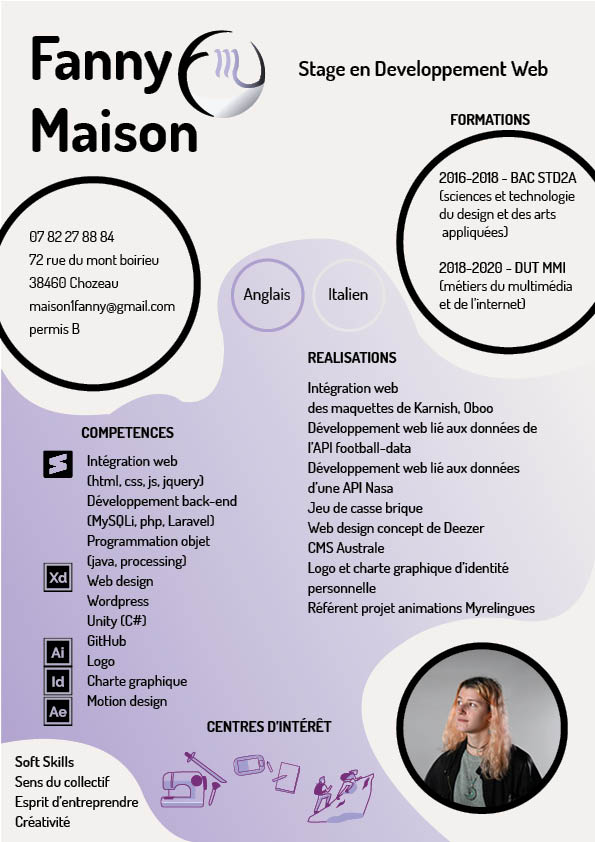 Fanny
Maison
m
Stage en Developpement Web
FORMATIONS
2016-2018 - BAC STD2A
(sciences et technologie
du design et des arts
appliquées)
2018-2020 - DUT MMI
(métiers du multimédia
et de l'internet)
07 82 27 88 84
72 rue du mont boirieu
38460 Chozeau
maison1fanny@gmail.com
permis B
Anglais
Italien
REALISATIONS
Intégration web
des maquettes de Karnish, Oboo
Développement web lié aux données de
l'API football-data
Développement web lié aux données
d'une API Nasa
Jeu de casse brique
Web design concept de Deezer
CMS Australe
Logo et charte graphique d'identité
personnelle
Référent projet animations Myrelingues
COMPETENCES
Intégration web
(html, css, js, jquery)
Développement back-end
(MySQLi, php, Laravel)
Programmation objet
(java, processing)
Xd
Web design
Wordpress
Unity (C#)
GitHub
Ai
Logo
Id
Charte graphique
Ae
Motion design
CENTRES D'INTÉRÊT
Soft Skills
Sens du collectif
Esprit d'entreprendre
Créativité